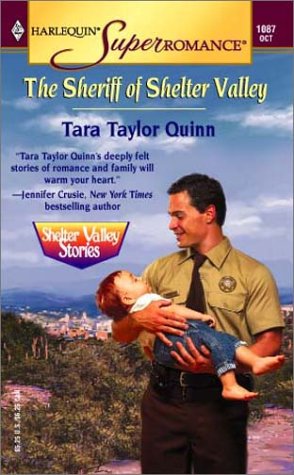 HARLEQUIN SuperROMANCE®
1087
OCT
The Sheriff of Shelter Valley
Tara Taylor Quinn
"Tara Taylor Quinn's deeply felt
stories of romance and family will
warm your heart."
—Jennifer Crusie, New York Times
bestselling author
Shelter Valley
Stories